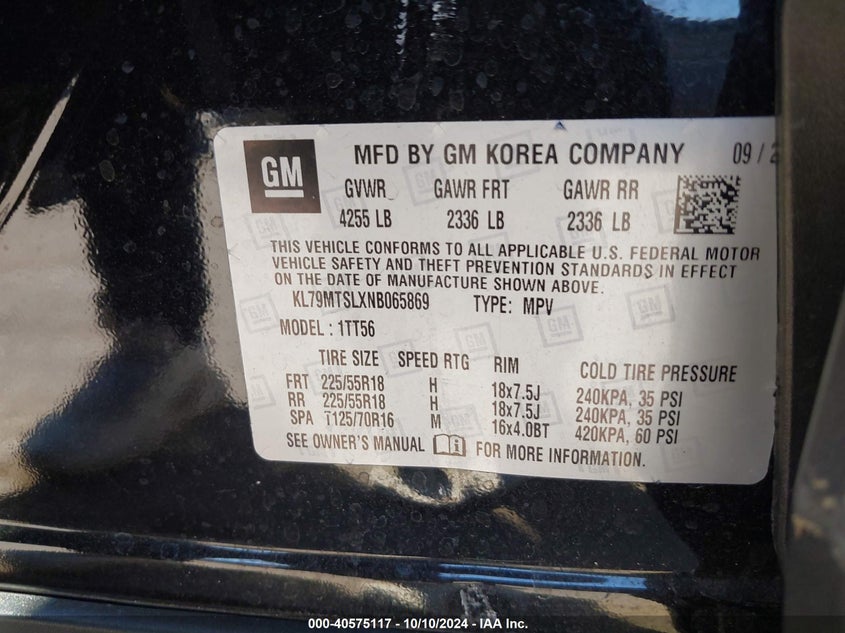 GM MFD BY GM KOREA COMPANY 09 / 2
GVWR GAWR FRT GAWR RR
4255 LB 2336 LB 2336 LB
THIS VEHICLE CONFORMS TO ALL APPLICABLE U.S. FEDERAL MOTOR
VEHICLE SAFETY AND THEFT PREVENTION STANDARDS IN EFFECT
ON THE DATE OF MANUFACTURE SHOWN ABOVE.
KL79MTSLXNB065869 TYPE: MPV
MODEL : 1TT56
TIRE SIZE SPEED RTG RIM COLD TIRE PRESSURE
FRT 225/55R18 H 18x7.5J 240KPA, 35 PSI
RR 225/55R18 H 18x7.5J 240KPA, 35 PSI
SPA T125/70R16 M 16x4.0BT 420KPA, 60 PSI
SEE OWNER'S MANUAL FOR MORE INFORMATION.
000-40575117 - 10/10/2024 - IAA Inc.